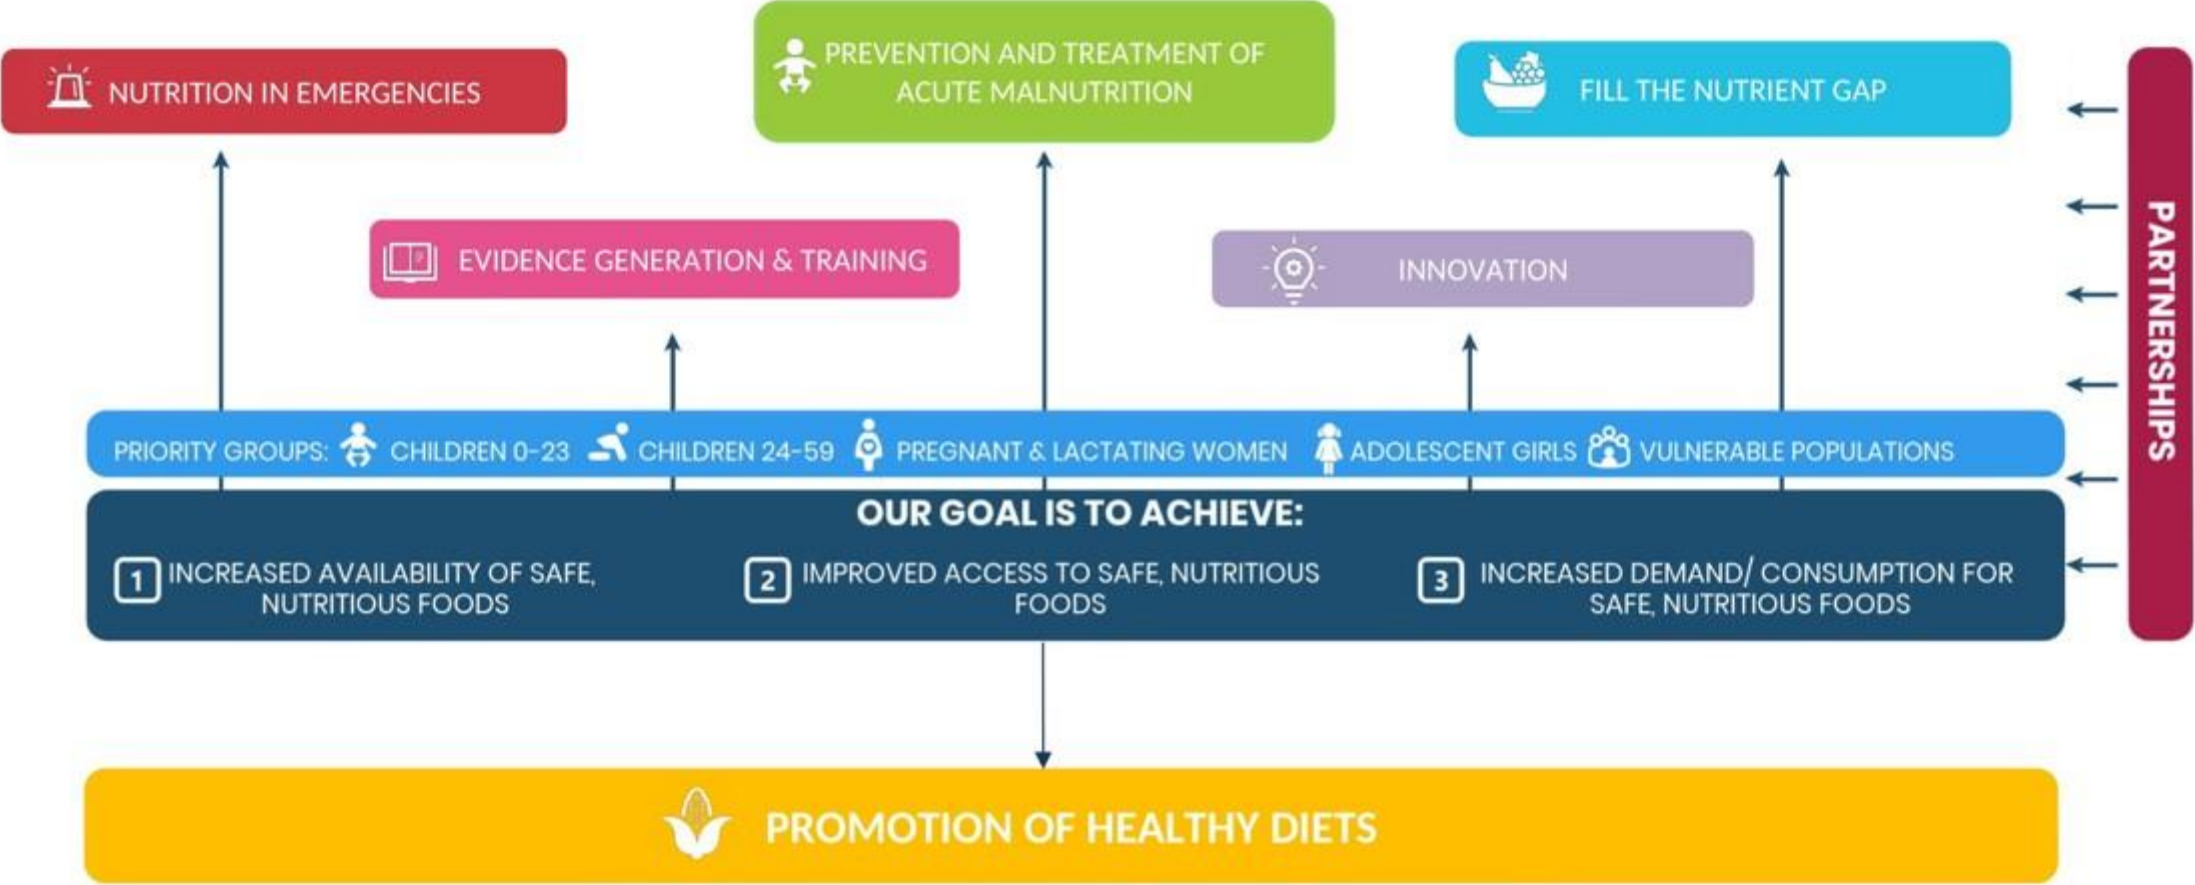 NUTRITION IN EMERGENCIES
PREVENTION AND TREATMENT OF
ACUTE MALNUTRITION
FILL THE NUTRIENT GAP
EVIDENCE GENERATION & TRAINING
INNOVATION
PARTNERSHIPS
PRIORITY GROUPS: CHILDREN 0-23 CHILDREN 24-59 PREGNANT & LACTATING WOMEN ADOLESCENT GIRLS VULNERABLE POPULATIONS
OUR GOAL IS TO ACHIEVE:
1 INCREASED AVAILABILITY OF SAFE,
NUTRITIOUS FOODS
2 IMPROVED ACCESS TO SAFE, NUTRITIOUS
FOODS
3 INCREASED DEMAND/ CONSUMPTION FOR
SAFE, NUTRITIOUS FOODS
PROMOTION OF HEALTHY DIETS